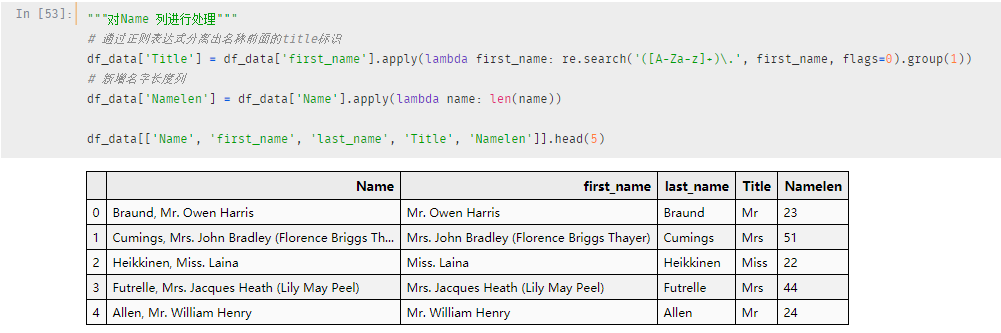 In [53]: """对Name 列进行处理"""
# 通过正则表达式分离出名称前面的title标识
df_data['Title'] = df_data['first_name'].apply(lambda first_name: re.search('([A-Za-z]+)\.', first_name, flags=0).group(1))
# 新增名字长度列
df_data['Namelen'] = df_data['Name'].apply(lambda name: len(name))
df_data[['Name', 'first_name', 'last_name', 'Title', 'Namelen']].head(5)
Name first_name last_name Title Namelen
0 Braund, Mr. Owen Harris Mr. Owen Harris Braund Mr 23
1 Cumings, Mrs. John Bradley (Florence Briggs Th... Mrs. John Bradley (Florence Briggs Thayer) Cumings Mrs 51
2 Heikkinen, Miss. Laina Miss. Laina Heikkinen Miss 22
3 Futrelle, Mrs. Jacques Heath (Lily May Peel) Mrs. Jacques Heath (Lily May Peel) Futrelle Mrs 44
4 Allen, Mr. William Henry Mr. William Henry Allen Mr 24